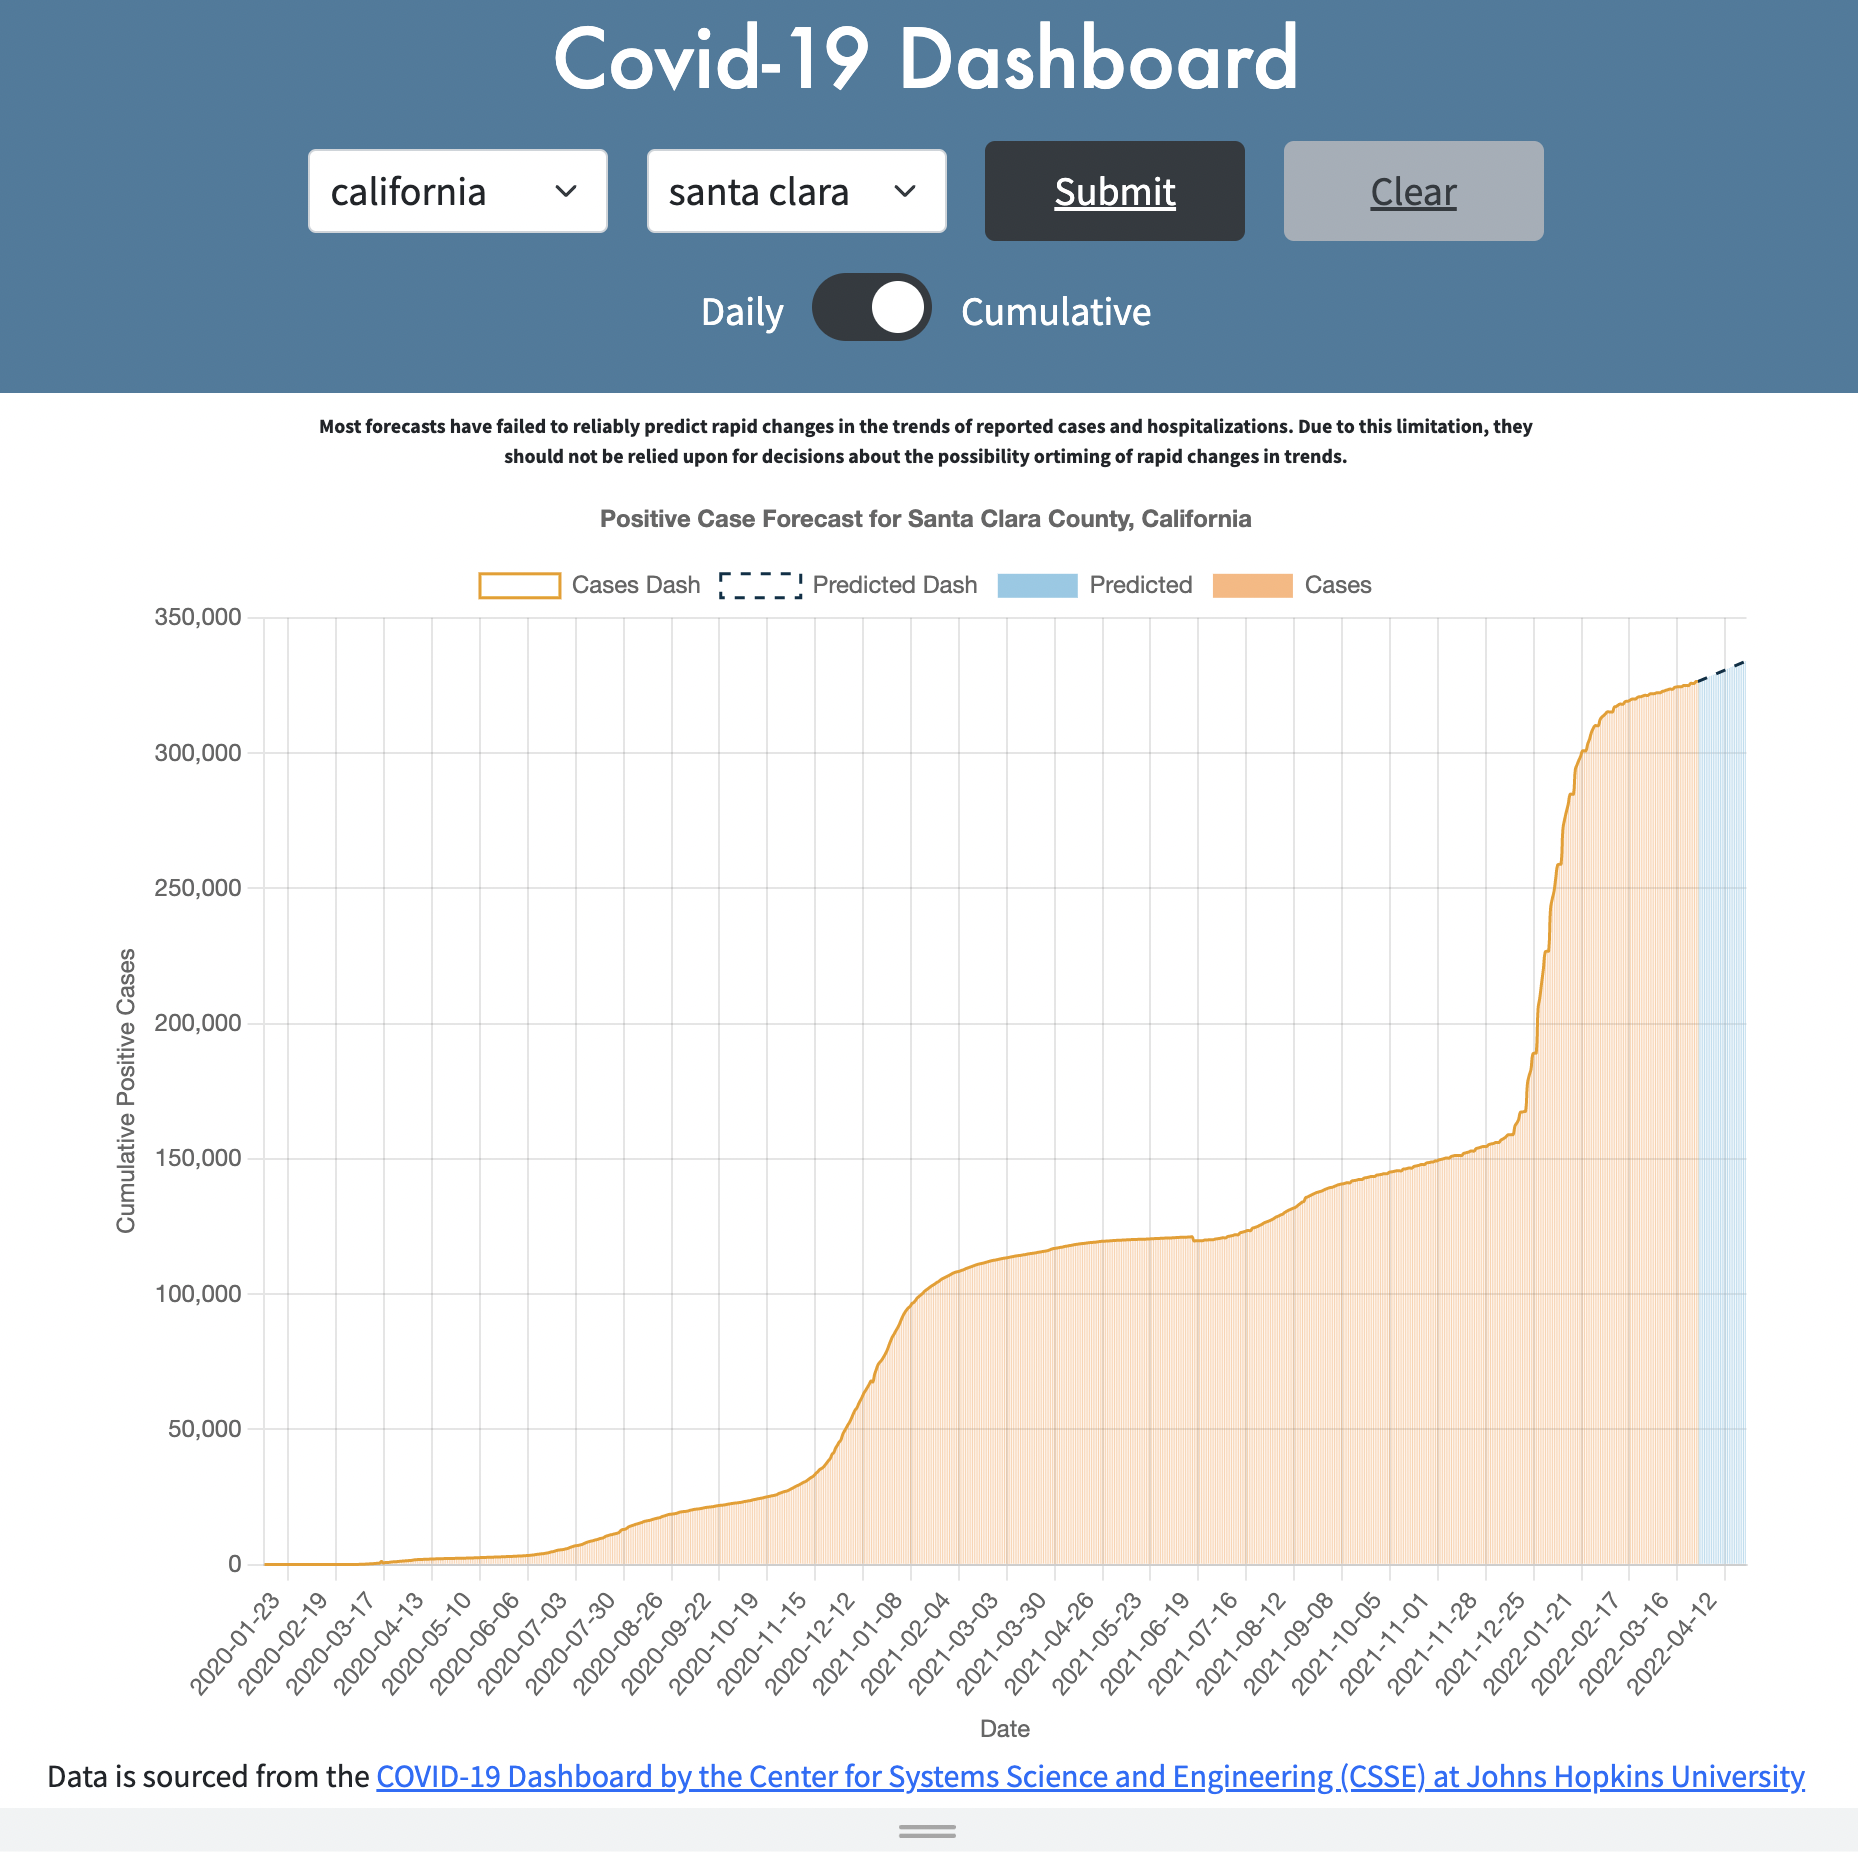 Covid-19 Dashboard
california
santa clara
Submit
Clear
Daily
Cumulative
Most forecasts have failed to reliably predict rapid changes in the trends of reported cases and hospitalizations. Due to this limitation, they
should not be relied upon for decisions about the possibility ortiming of rapid changes in trends.
Positive Case Forecast for Santa Clara County, California
Cases Dash
Predicted Dash
Predicted
Cases
350,000
300,000
250,000
200,000
150,000
100,000
50,000
0
Cumulative Positive Cases
2020-01-23
2020-02-19
2020-03-17
2020-04-13
2020-05-10
2020-06-06
2020-07-03
2020-07-30
2020-08-26
2020-09-22
2020-10-19
2020-11-15
2020-12-12
2021-01-08
2021-02-04
2021-03-03
2021-03-30
2021-04-26
2021-05-23
2021-06-19
2021-07-16
2021-08-12
2021-09-08
2021-10-05
2021-11-01
2021-11-28
2021-12-25
2022-01-21
2022-02-17
2022-03-16
2022-04-12
Date
Data is sourced from the COVID-19 Dashboard by the Center for Systems Science and Engineering (CSSE) at Johns Hopkins University